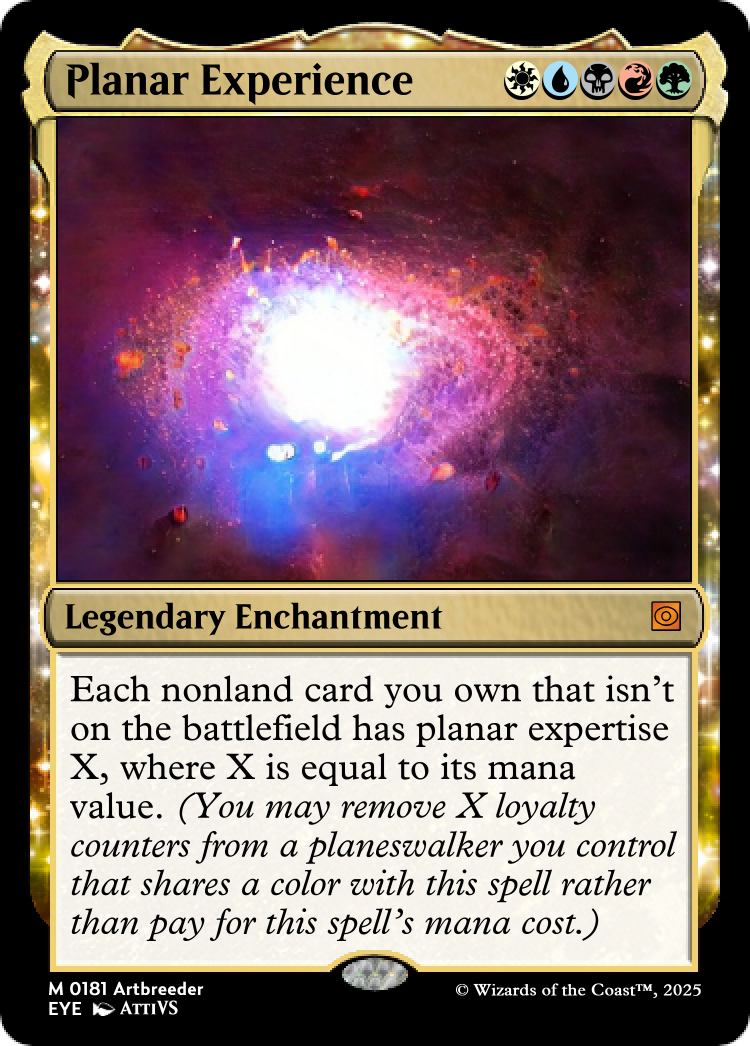 Planar Experience
Legendary Enchantment
Each nonland card you own that isn't
on the battlefield has planar expertise
X, where X is equal to its mana
value. (You may remove X loyalty
counters from a planeswalker you control
that shares a color with this spell rather
than pay for this spell's mana cost.)
M 0181 Artbreeder
EYE ATTIVS
© Wizards of the Coast™, 2025